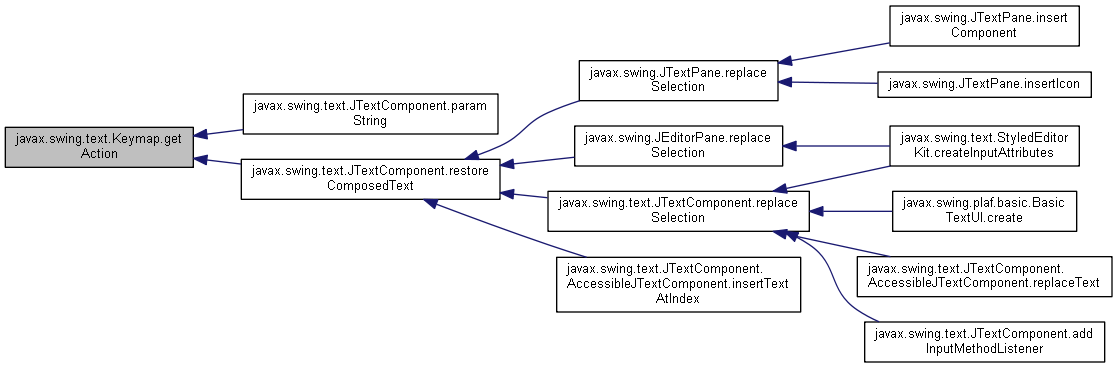 javax.swing.text.Keymap.get
Action
javax.swing.text.JTextComponent.param
String
javax.swing.text.JTextComponent.restore
ComposedText
javax.swing.JTextPane.replace
Selection
javax.swing.JEditorPane.replace
Selection
javax.swing.text.JTextComponent.replace
Selection
javax.swing.text.JTextComponent.
AccessibleJTextComponent.insertText
AtIndex
javax.swing.JTextPane.insert
Component
javax.swing.JTextPane.insertIcon
javax.swing.text.StyledEditor
Kit.createInputAttributes
javax.swing.plaf.basic.Basic
TextUI.create
javax.swing.text.JTextComponent.
AccessibleJTextComponent.replaceText
javax.swing.text.JTextComponent.add
InputMethodListener